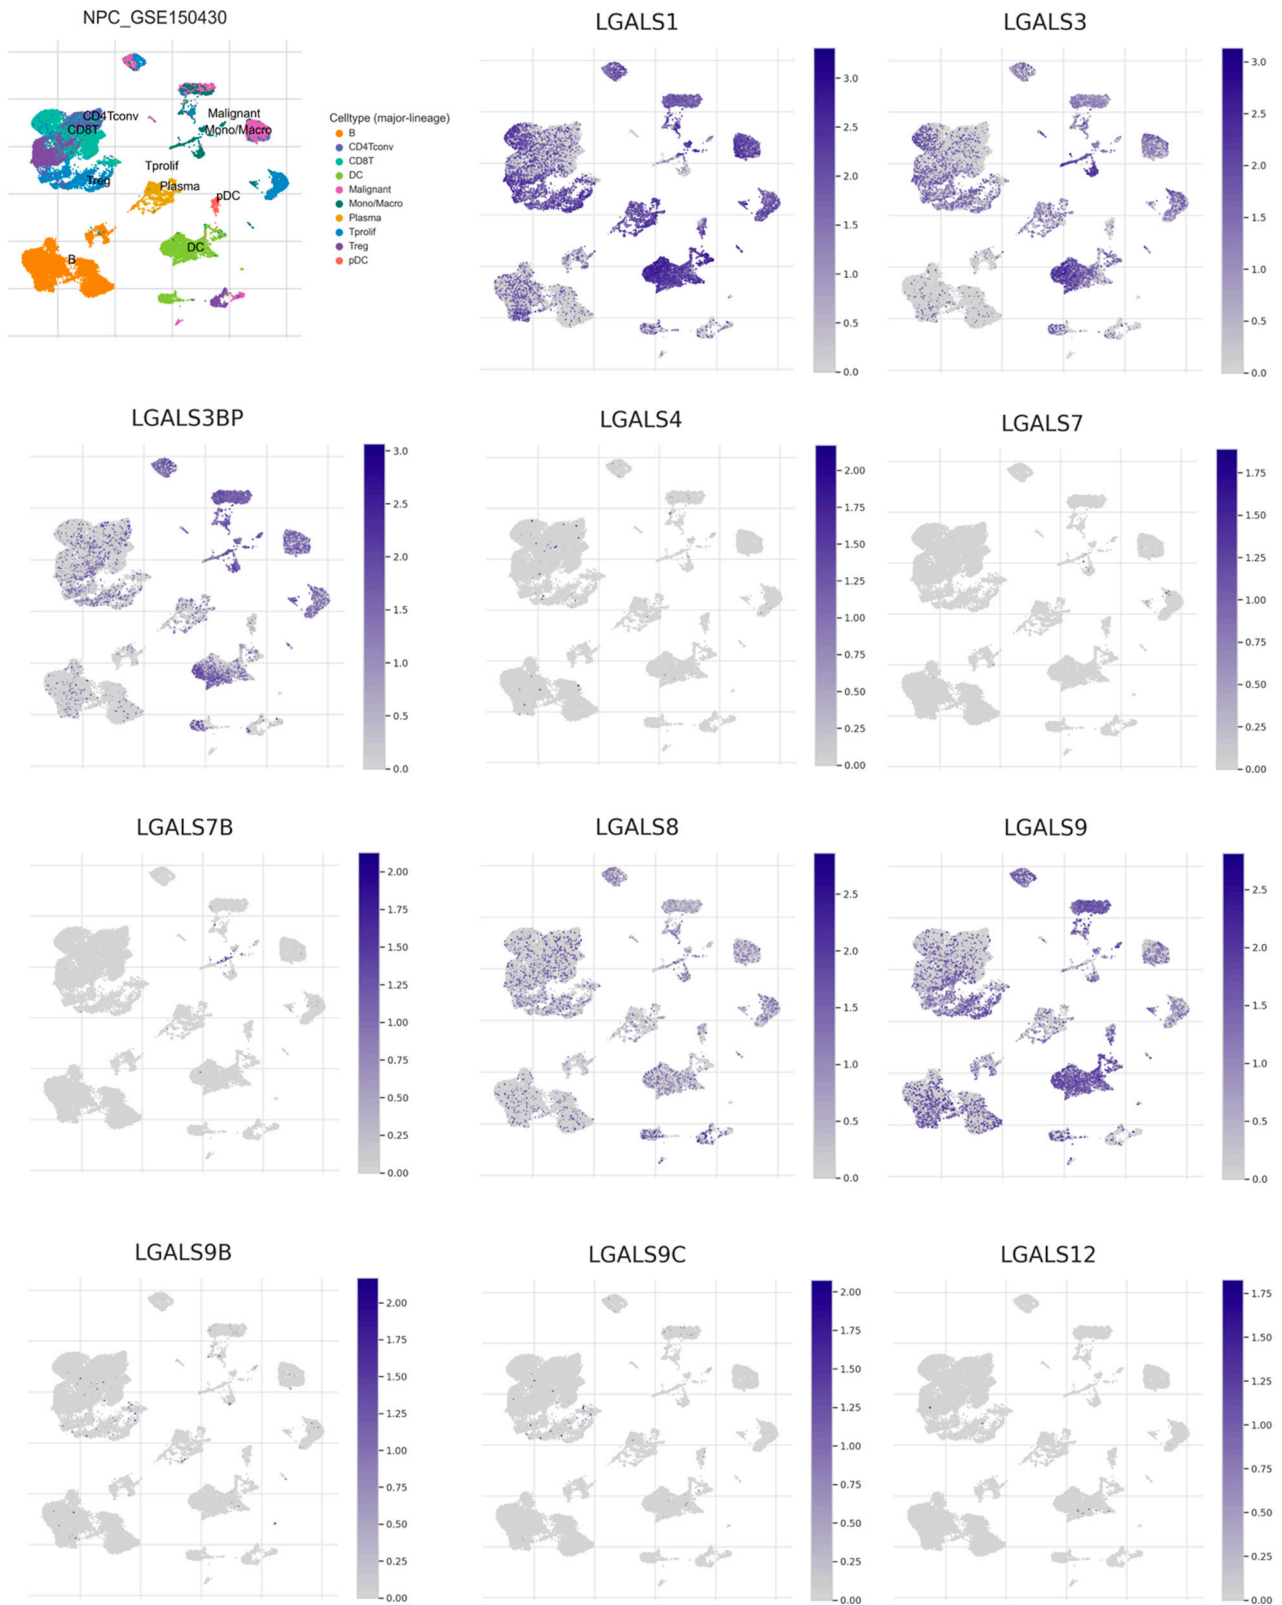 NPC_GSE150430
CD4Tconv
CD8T
Treg
Malignant
Mono/Macro
Tprolif
Plasma
pDC
DC
B
Celltype (major-lineage)
B
CD4Tconv
CD8T
DC
Malignant
Mono/Macro
Plasma
Tprolif
Treg
pDC
LGALS1
3.0
2.5
2.0
1.5
1.0
0.5
0.0
LGALS3
3.0
2.5
2.0
1.5
1.0
0.5
0.0
LGALS3BP
3.0
2.5
2.0
1.5
1.0
0.5
0.0
LGALS4
2.00
1.75
1.50
1.25
1.00
0.75
0.50
0.25
0.00
LGALS7
1.75
1.50
1.25
1.00
0.75
0.50
0.25
0.00
LGALS7B
2.00
1.75
1.50
1.25
1.00
0.75
0.50
0.25
0.00
LGALS8
2.5
2.0
1.5
1.0
0.5
0.0
LGALS9
2.5
2.0
1.5
1.0
0.5
0.0
LGALS9B
2.00
1.75
1.50
1.25
1.00
0.75
0.50
0.25
0.00
LGALS9C
2.00
1.75
1.50
1.25
1.00
0.75
0.50
0.25
0.00
LGALS12
1.75
1.50
1.25
1.00
0.75
0.50
0.25
0.00